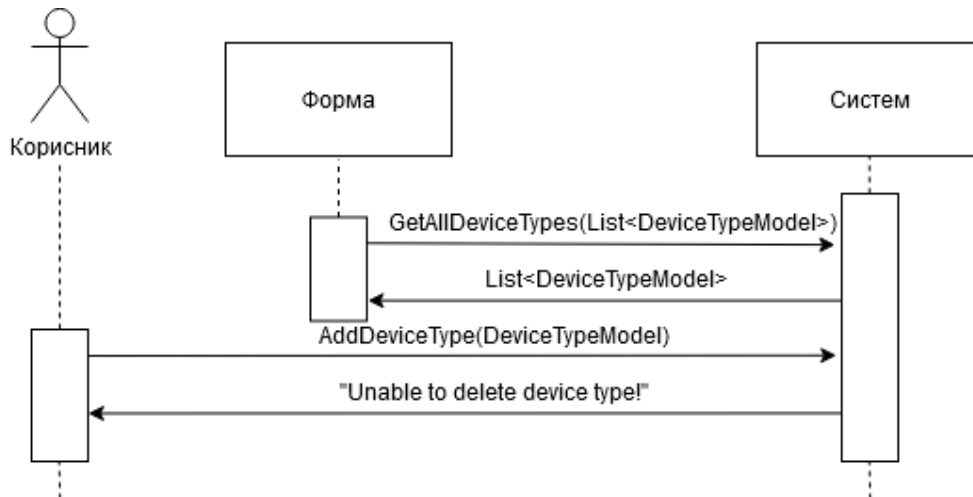 Форма
Систем
Корисник
GetAllDeviceTypes(List<DeviceTypeModel>)
List<DeviceTypeModel>
AddDeviceType(DeviceTypeModel)
"Unable to delete device type!"